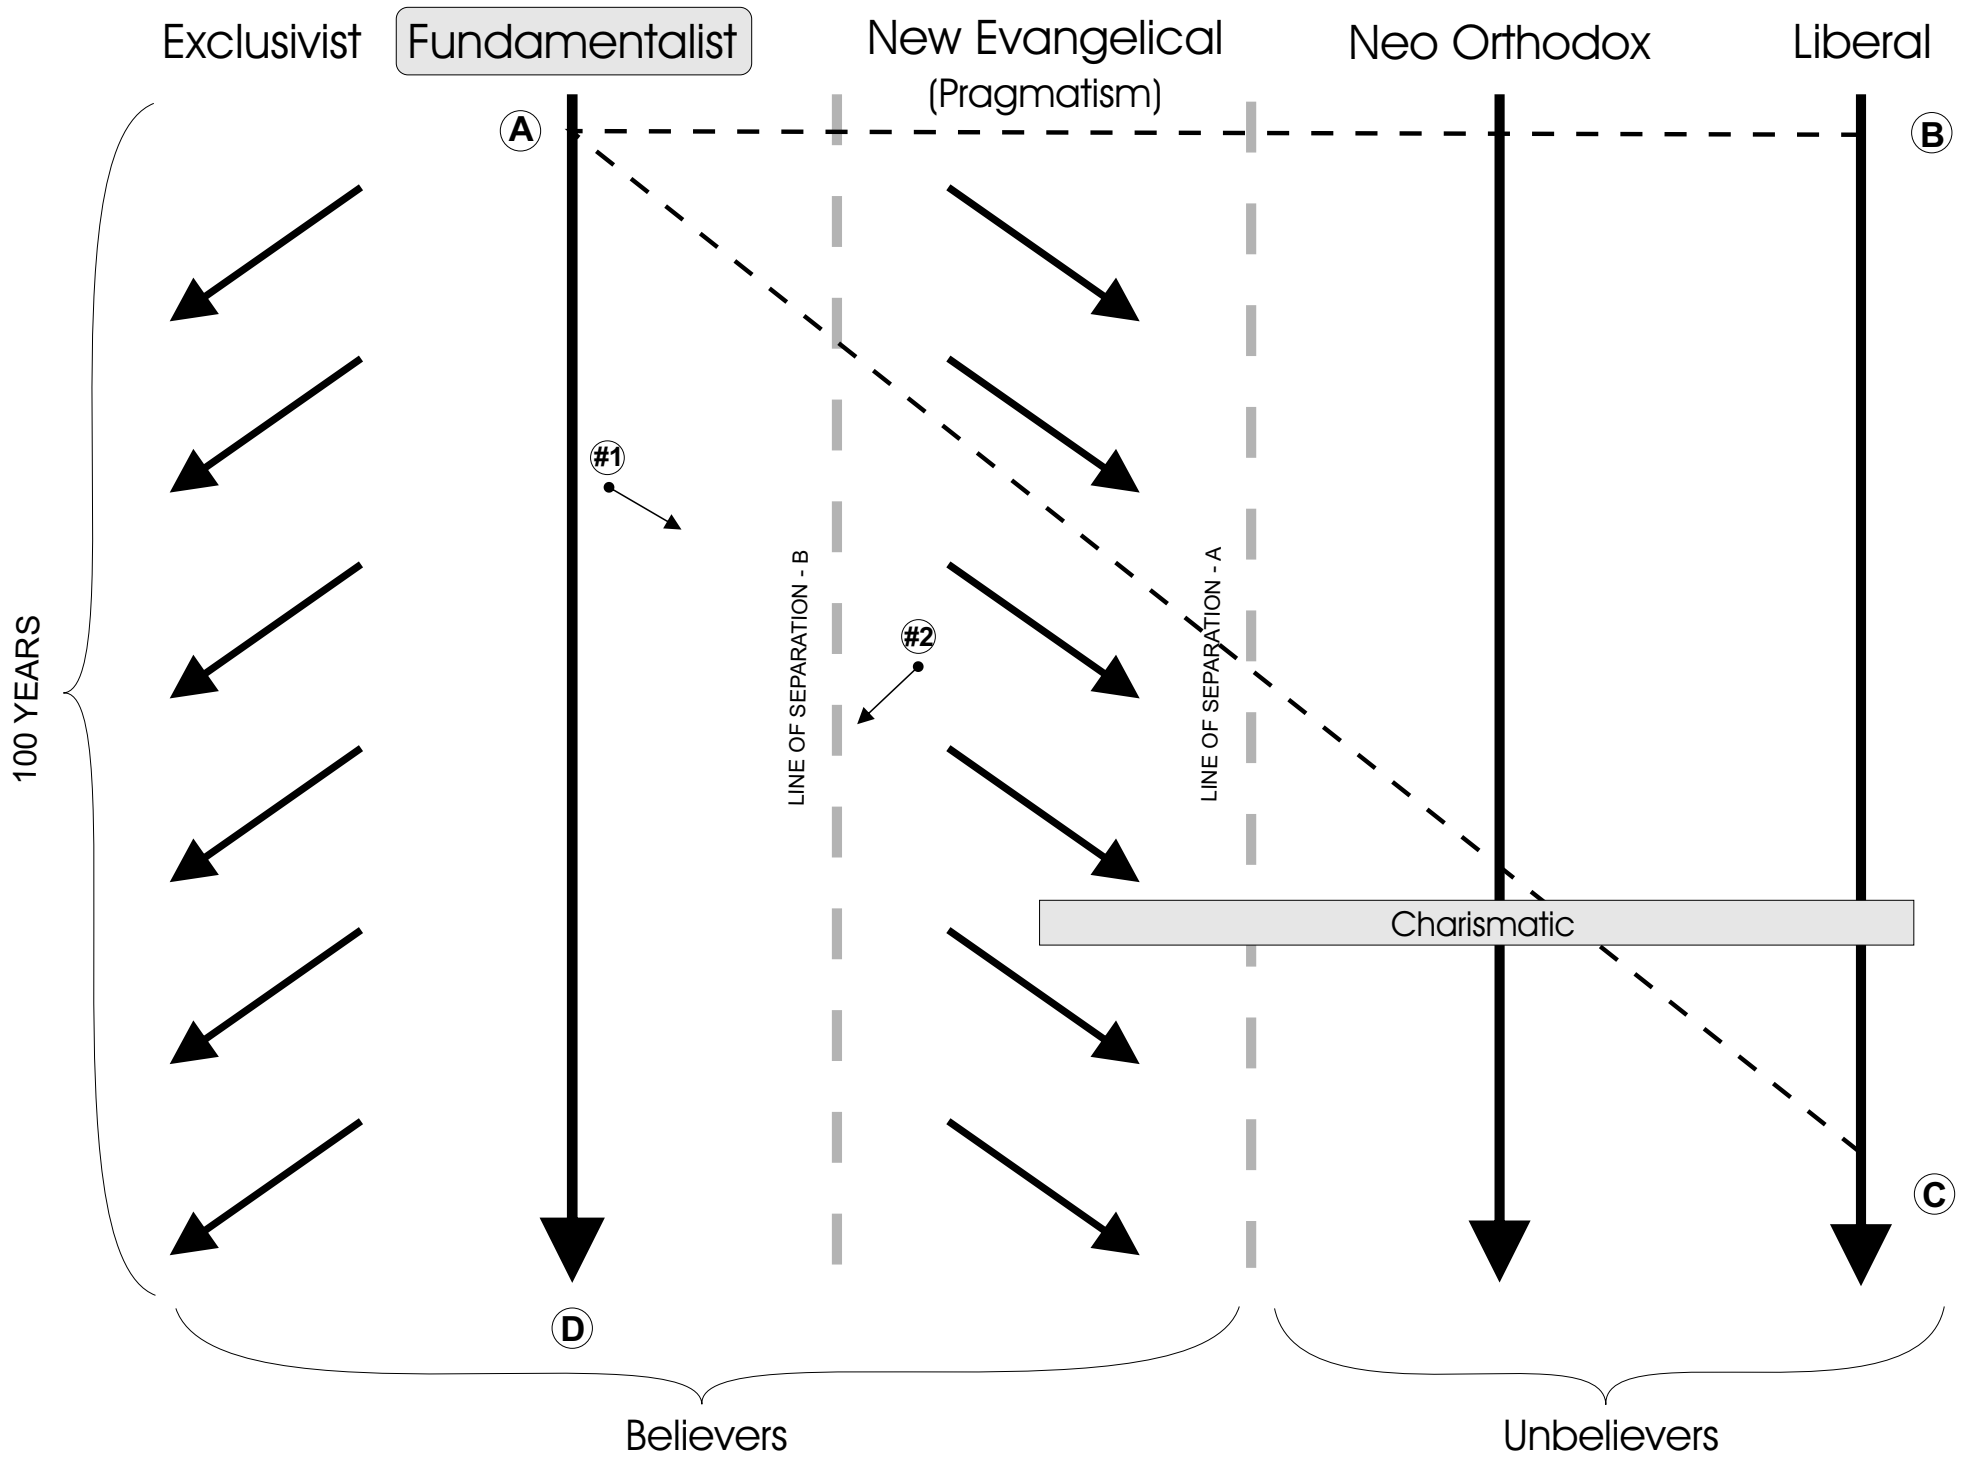 Exclusivist
Fundamentalist
New Evangelical
(Pragmatism)
Neo Orthodox
Liberal
A
B
#1
#2
LINE OF SEPARATION - B
LINE OF SEPARATION - A
100 YEARS
Charismatic
C
D
Believers
Unbelievers